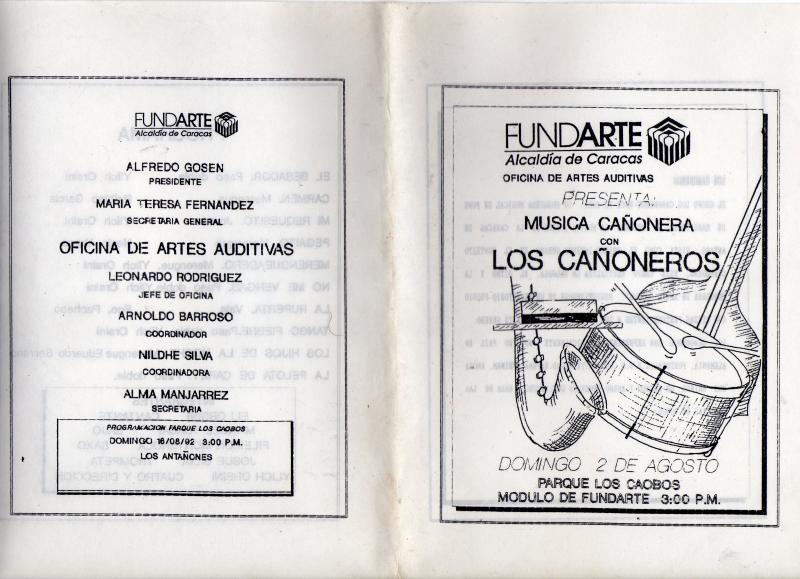 FUNDARTE
Alcaldía de Caracas
ALFREDO GOSEN
PRESIDENTE
MARIA TERESA FERNANDEZ
SECRETARIA GENERAL
OFICINA DE ARTES AUDITIVAS
LEONARDO RODRIGUEZ
JEFE DE OFICINA
ARNOLDO BARROSO
COORDINADOR
NILDHE SILVA
COORDINADORA
ALMA MANJARREZ
SECRETARIA
PROGRAMACION PARQUE LOS CAOBOS
DOMINGO 16/08/92 3:00 P.M.
LOS ANTAÑONES
FUNDARTE
Alcaldía de Caracas
OFICINA DE ARTES AUDITIVAS
PRESENTA:
MUSICA CAÑONERA
CON
LOS CAÑONEROS
DOMINGO 2 DE AGOSTO
PARQUE LOS CAOBOS
MODULO DE FUNDARTE 3:00 P.M.